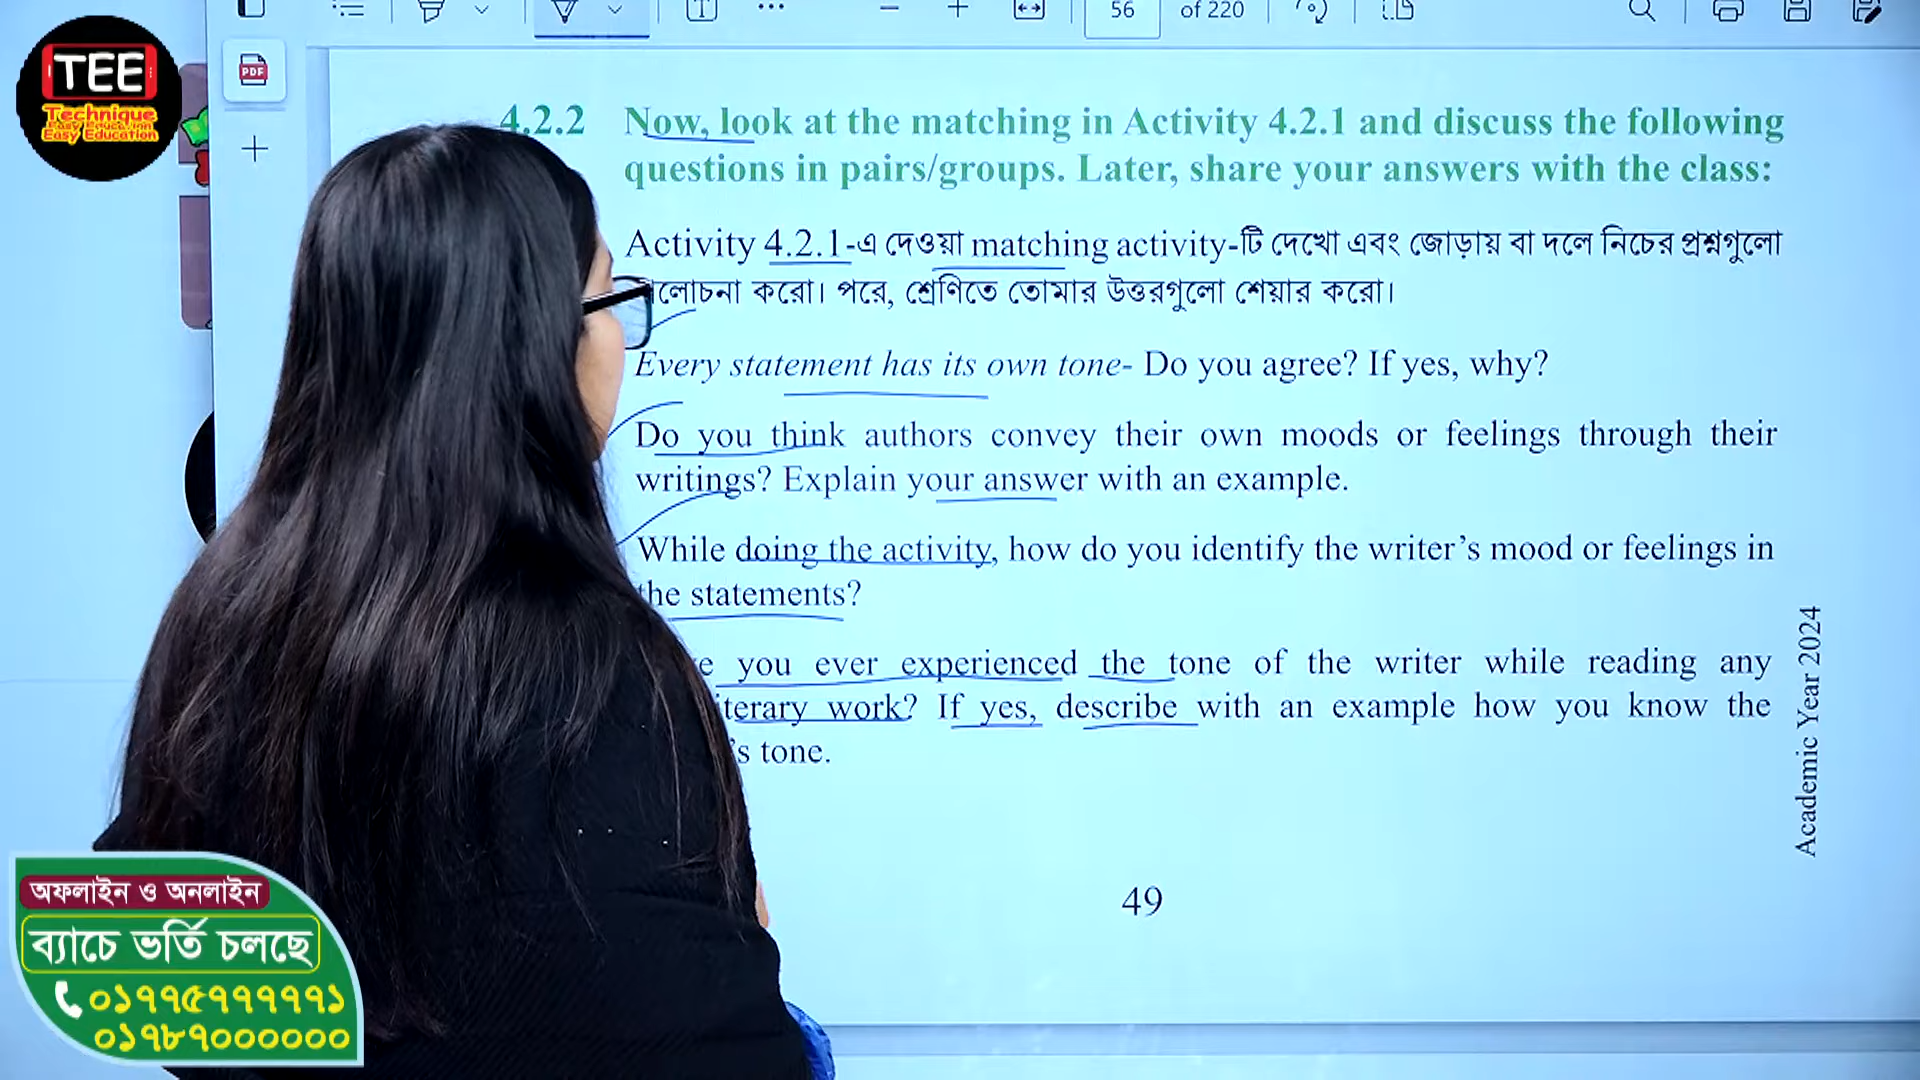 56 of 220
TEE
Technique
Easy Education
PDF
4.2.2 Now, look at the matching in Activity 4.2.1 and discuss the following
questions in pairs/groups. Later, share your answers with the class:
Activity 4.2.1-এ দেওয়া matching activity-টি দেখো এবং জোড়ায় বা দলে নিচের প্রশ্নগুলো
করো। পরে, শ্রেণিতে তোমার উত্তরগুলো শেয়ার করো।
Every statement has its own tone- Do you agree? If yes, why?
Do you think authors convey their own moods or feelings through their
writings? Explain your answer with an example.
While doing the activity, how do you identify the writer's mood or feelings in
the statements?
you ever experienced the tone of the writer while reading any
work? If yes, describe with an example how you know the
tone.
Academic Year 2024
49
অফলাইন ও অনলাইন
ব্যাচে ভর্তি চলছে
০১৭৭৫৭৭৭৭৭১
০১৭৮৭০০০০০০